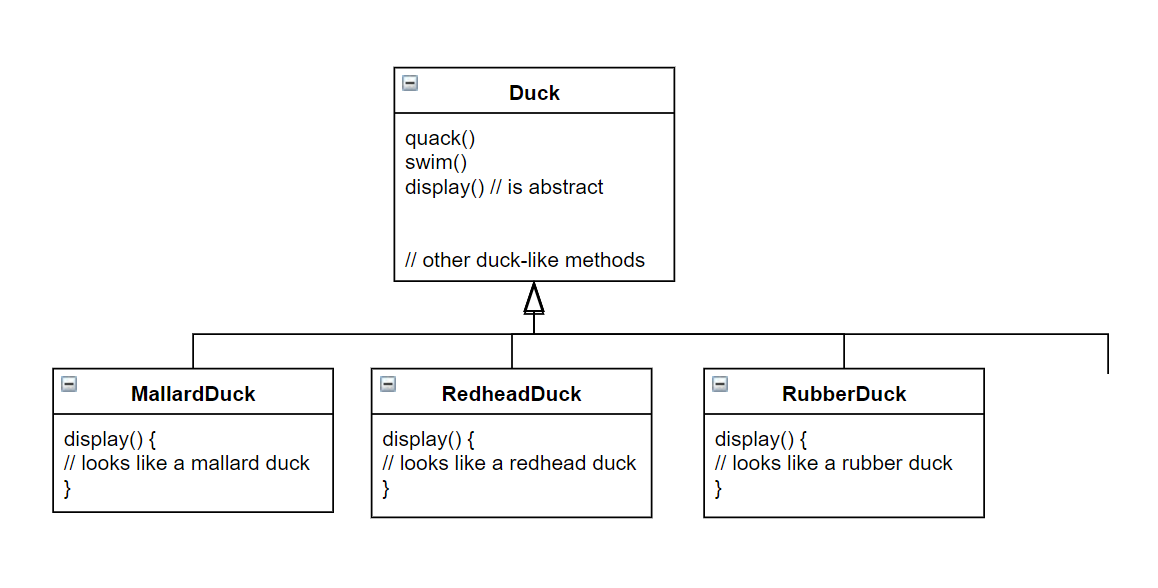 Duck
quack()
swim()
display() // is abstract
// other duck-like methods
MallardDuck
display() {
// looks like a mallard duck
}
RedheadDuck
display() {
// looks like a redhead duck
}
RubberDuck
display() {
// looks like a rubber duck
}